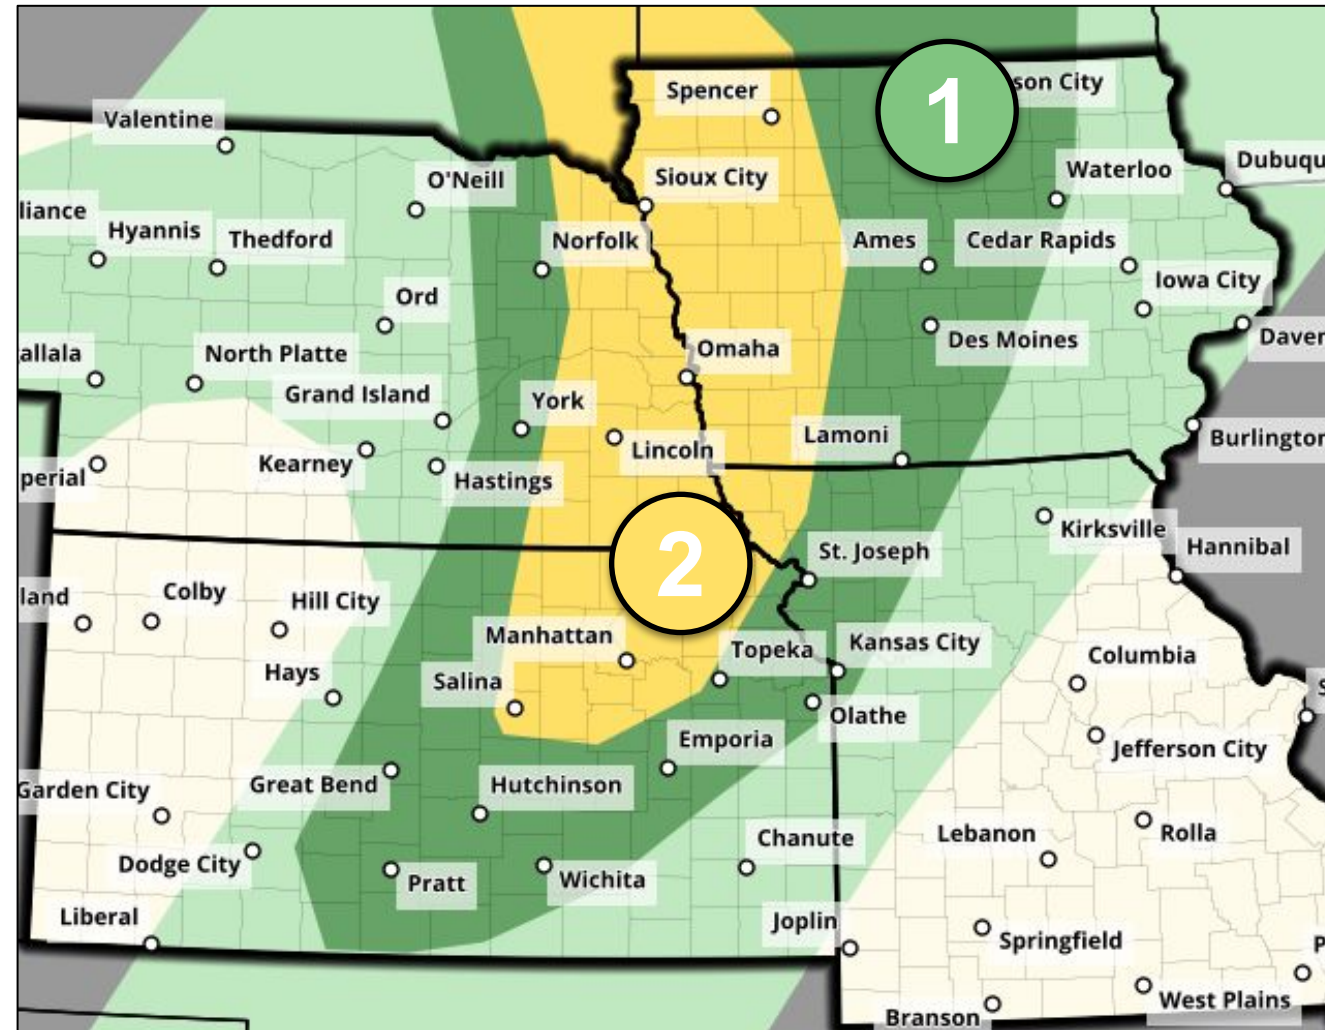 son City
1
Spencer
Valentine
Dubuqu
Waterloo
O'Neill
Sioux City
liance
Hyannis
Thedford
Norfolk
Ames
Cedar Rapids
Iowa City
Ord
Omaha
Des Moines
Daver
allala
North Platte
Grand Island
York
Lamoni
Burlington
Lincoln
Kearney
perial
Hastings
Kirksville
Hannibal
2
St. Joseph
land
Colby
Hill City
Manhattan
Topeka
Kansas City
Columbia
Hays
Salina
S
Olathe
Emporia
Jefferson City
Garden City
Great Bend
Hutchinson
Chanute
Lebanon
Rolla
Dodge City
Pratt
Wichita
Liberal
Joplin
Springfield
P
West Plains
Branson